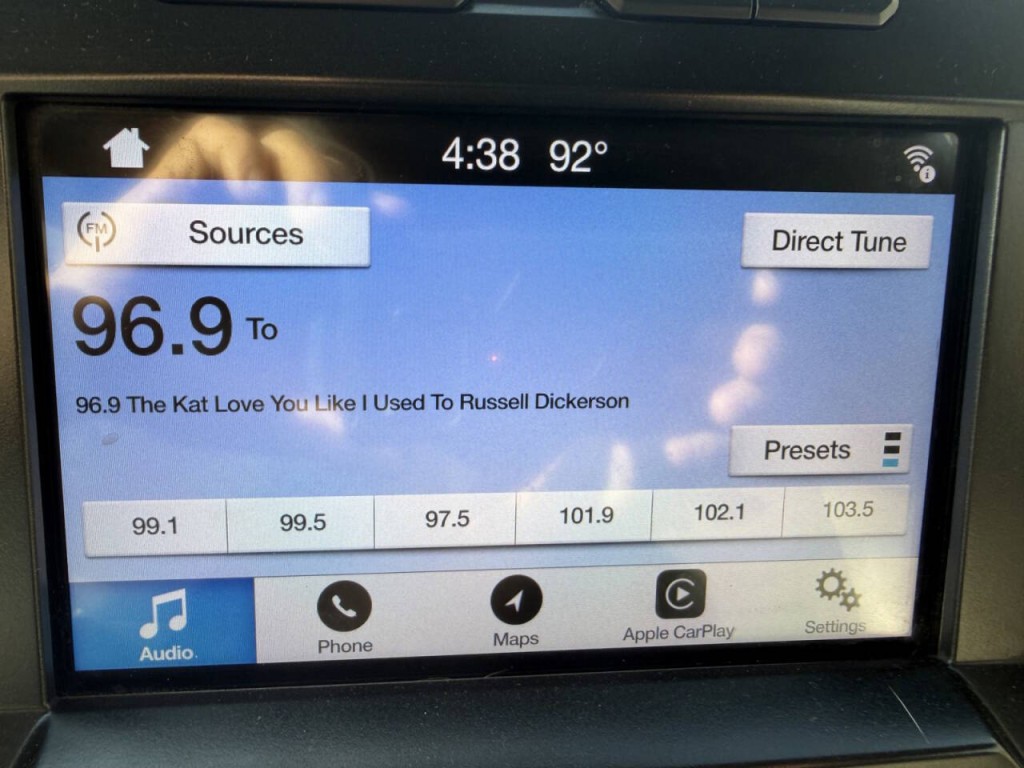 4:38 92°
FM Sources
Direct Tune
96.9 To
96.9 The Kat Love You Like I Used To Russell Dickerson
Presets
99.1 99.5 97.5 101.9 102.1 103.5
Audio Phone Maps Apple CarPlay Settings